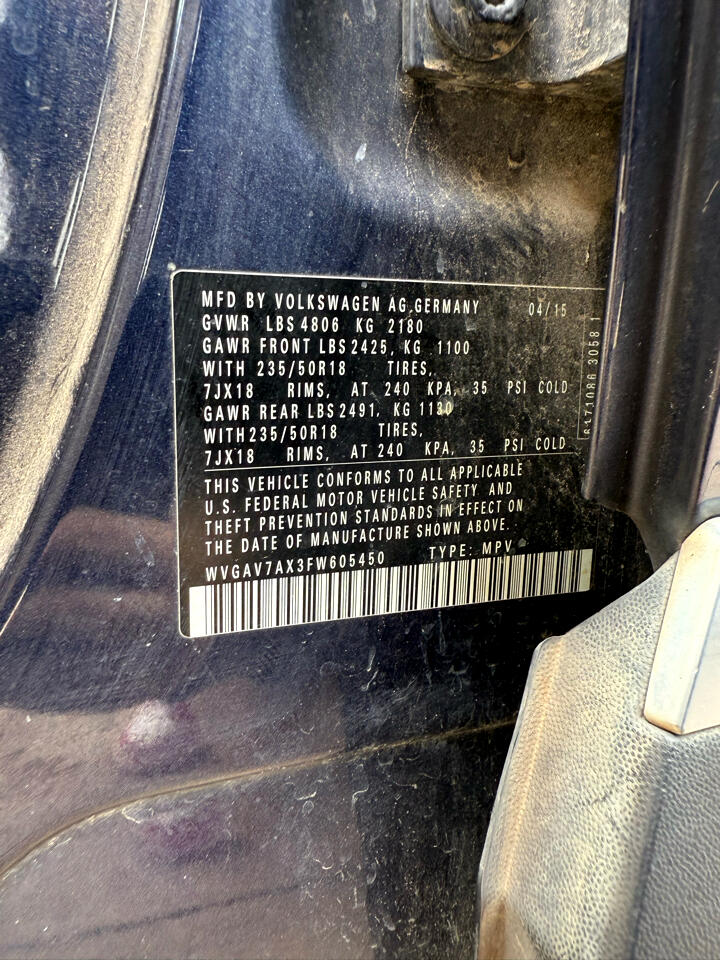 MFD BY VOLKSWAGEN AG.GERMANY 04/15
GVWR LBS 4806 KG 2180
GAWR FRONT LBS 2425, KG 1100
WITH 235/50R18 TIRES,
7JX18 RIMS, AT 240 KPA, 35 PSI COLD
GAWR REAR LBS 2491, KG 1130
WITH 235/50R18 TIRES,
7JX18 RIMS, AT 240 KPA, 35 PSI COLD
THIS VEHICLE CONFORMS TO ALL APPLICABLE
U.S. FEDERAL MOTOR VEHICLE SAFETY AND
THEFT PREVENTION STANDARDS IN EFFECT ON
THE DATE OF MANUFACTURE SHOWN ABOVE.
WVGAV7AX3FW605450 TYPE: MPV